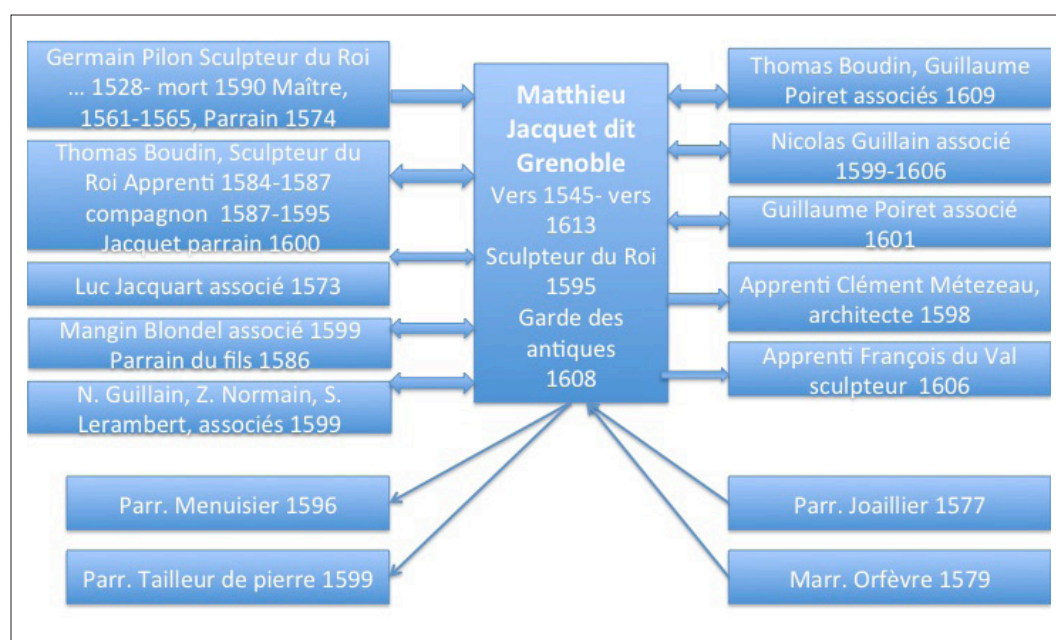 Germain Pilon Sculpteur du Roi
... 1528- mort 1590 Maître,
1561-1565, Parrain 1574
Thomas Boudin, Sculpteur du
Roi Apprenti 1584-1587
compagnon 1587-1595
Jacquet parrain 1600
Luc Jacquart associé 1573
Mangin Blondel associé 1599
Parrain du fils 1586
N. Guillain, Z. Normain, S.
Lerambert, associés 1599
Parr. Menuisier 1596
Parr. Tailleur de pierre 1599
Matthieu
Jacquet dit
Grenoble
Vers 1545- vers
1613
Sculpteur du Roi
1595
Garde des
antiques
1608
Thomas Boudin, Guillaume
Poiret associés 1609
Nicolas Guillain associé
1599-1606
Guillaume Poiret associé
1601
Apprenti Clément Métezeau,
architecte 1598
Apprenti François du Val
sculpteur 1606
Parr. Joaillier 1577
Marr. Orfèvre 1579